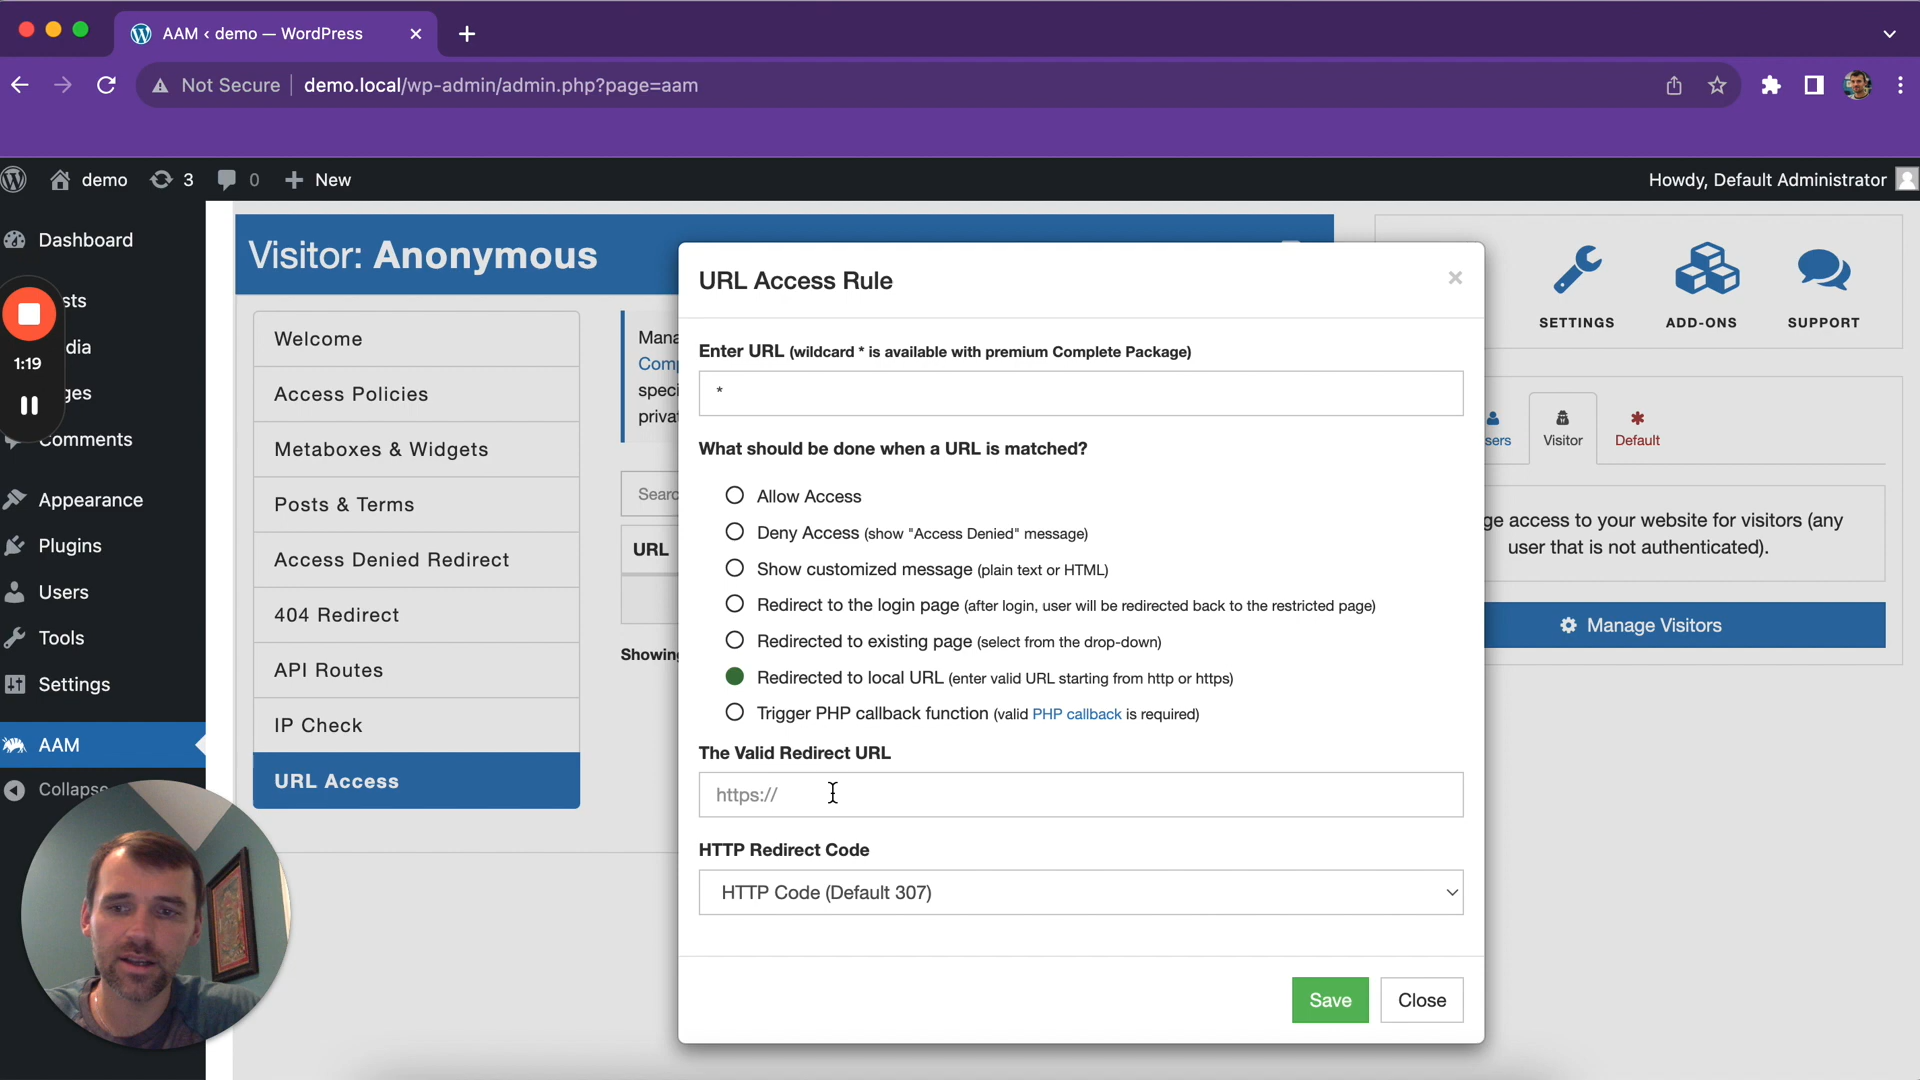 AAM ‹ demo — WordPress
Not Secure
demo.local/wp-admin/admin.php?page=aam
demo
3
0
New
Howdy, Default Administrator
Dashboard
sts
dia
ges
Comments
Appearance
Plugins
Users
Tools
Settings
AAM
Collapse
1:19
Visitor: Anonymous
Welcome
Access Policies
Metaboxes & Widgets
Posts & Terms
Access Denied Redirect
404 Redirect
API Routes
IP Check
URL Access
Mana
Comp
speci
privat
Searc
URL
Showing
URL Access Rule
×
Enter URL (wildcard * is available with premium Complete Package)
*
What should be done when a URL is matched?
Allow Access
Deny Access (show "Access Denied" message)
Show customized message (plain text or HTML)
Redirect to the login page (after login, user will be redirected back to the restricted page)
Redirected to existing page (select from the drop-down)
Redirected to local URL (enter valid URL starting from http or https)
Trigger PHP callback function (valid PHP callback is required)
The Valid Redirect URL
https://
HTTP Redirect Code
HTTP Code (Default 307)
Save
Close
SETTINGS
ADD-ONS
SUPPORT
sers
Visitor
Default
ge access to your website for visitors (any
user that is not authenticated).
Manage Visitors